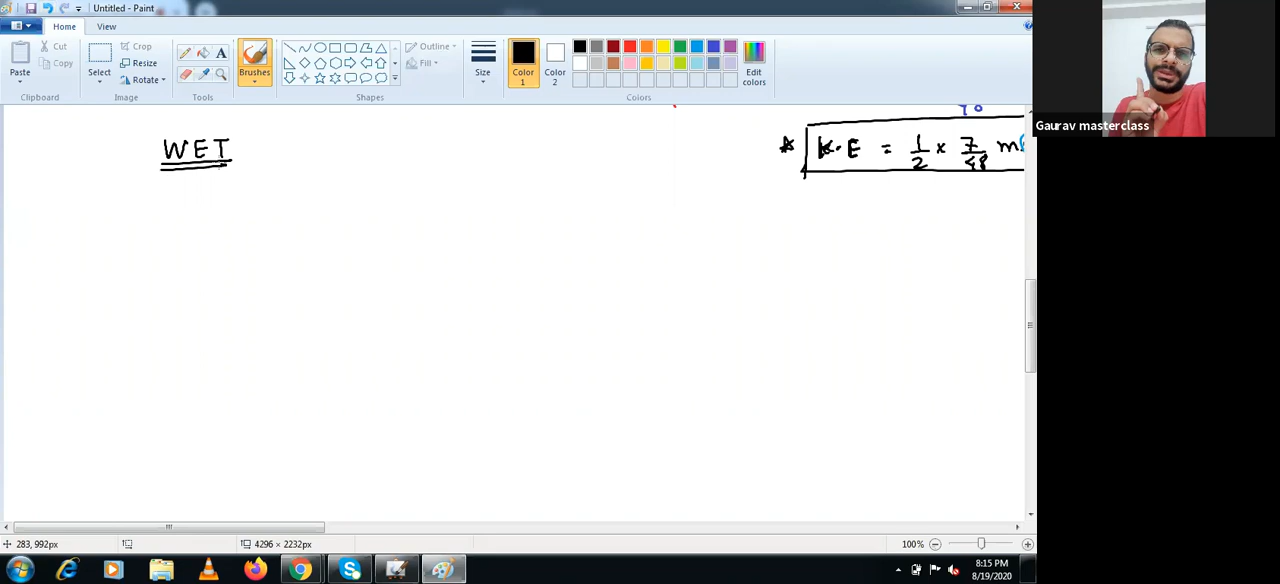 Untitled - Paint
Home View
Paste
Cut
Copy
Clipboard
Select
Crop
Resize
Rotate
Image
A
Tools
Brushes
Outline
Fill
Shapes
Size
Color 1
Color 2
Edit colors
Colors
Gaurav masterclass
WET
K.E = 1/2 × 7/48 m
283, 992px
4296 × 2232px
100%
8:15 PM
8/19/2020